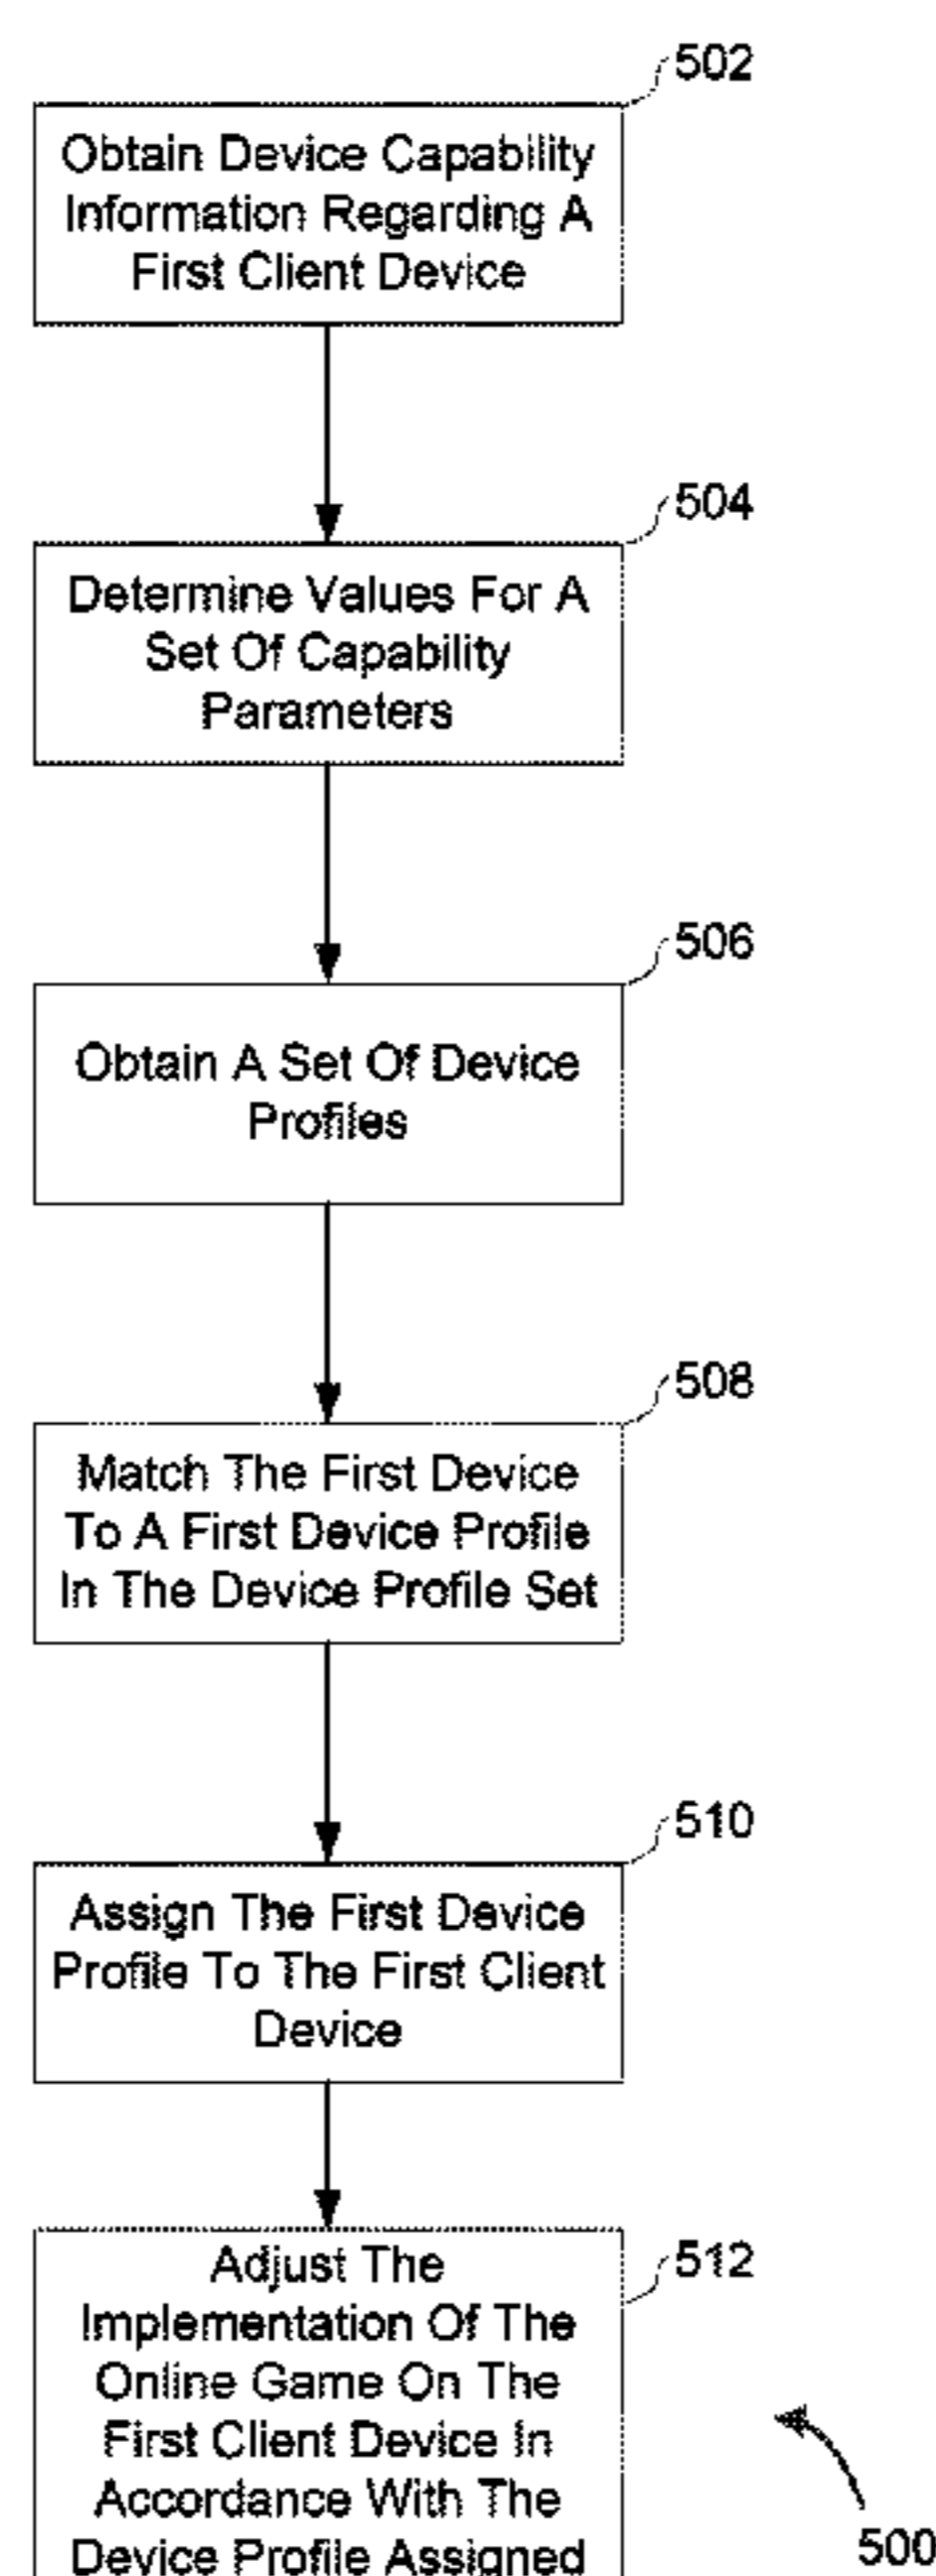 502
Obtain Device Capability
Information Regarding A
First Client Device
504
Determine Values For A
Set Of Capability
Parameters
506
Obtain A Set Of Device
Profiles
508
Match The First Device
To A First Device Profile
In The Device Profile Set
510
Assign The First Device
Profile To The First Client
Device
512
Adjust The
Implementation Of The
Online Game On The
First Client Device In
Accordance With The
Device Profile Assigned
500